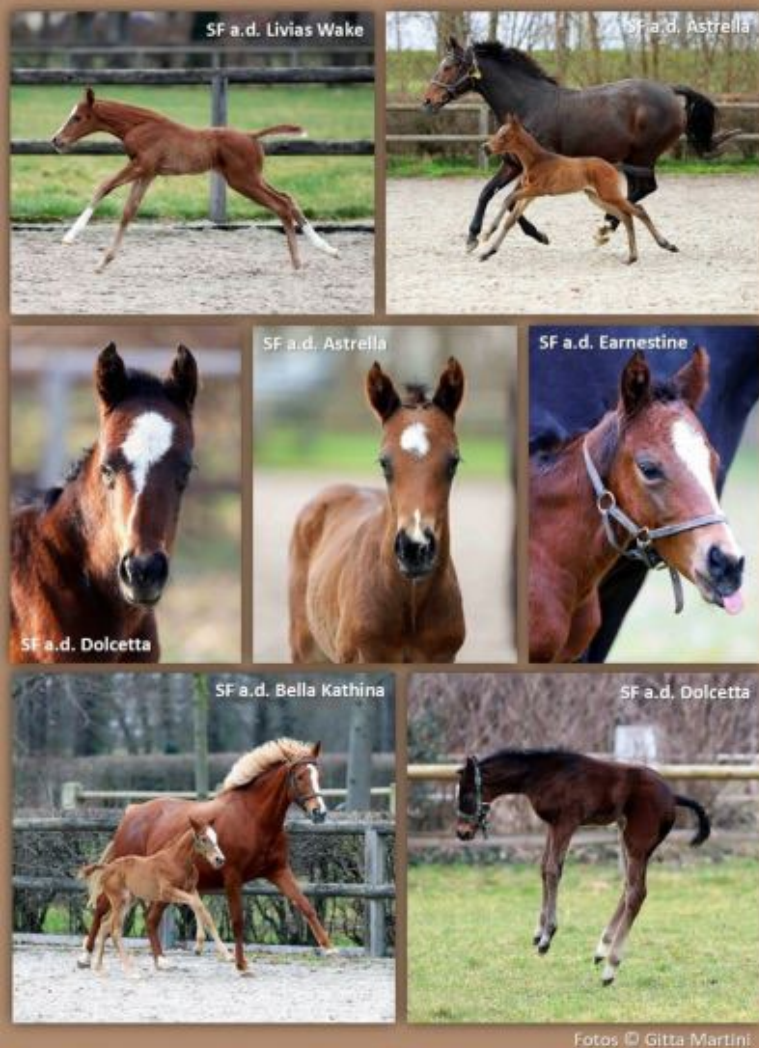 SF a.d. Livias Wake
SF a.d. Astrella
SF a.d. Dolcetta
SF a.d. Astrella
SF a.d. Earnestine
SF a.d. Bella Kathina
SF a.d. Dolcetta
Fotos © Gitta Martini